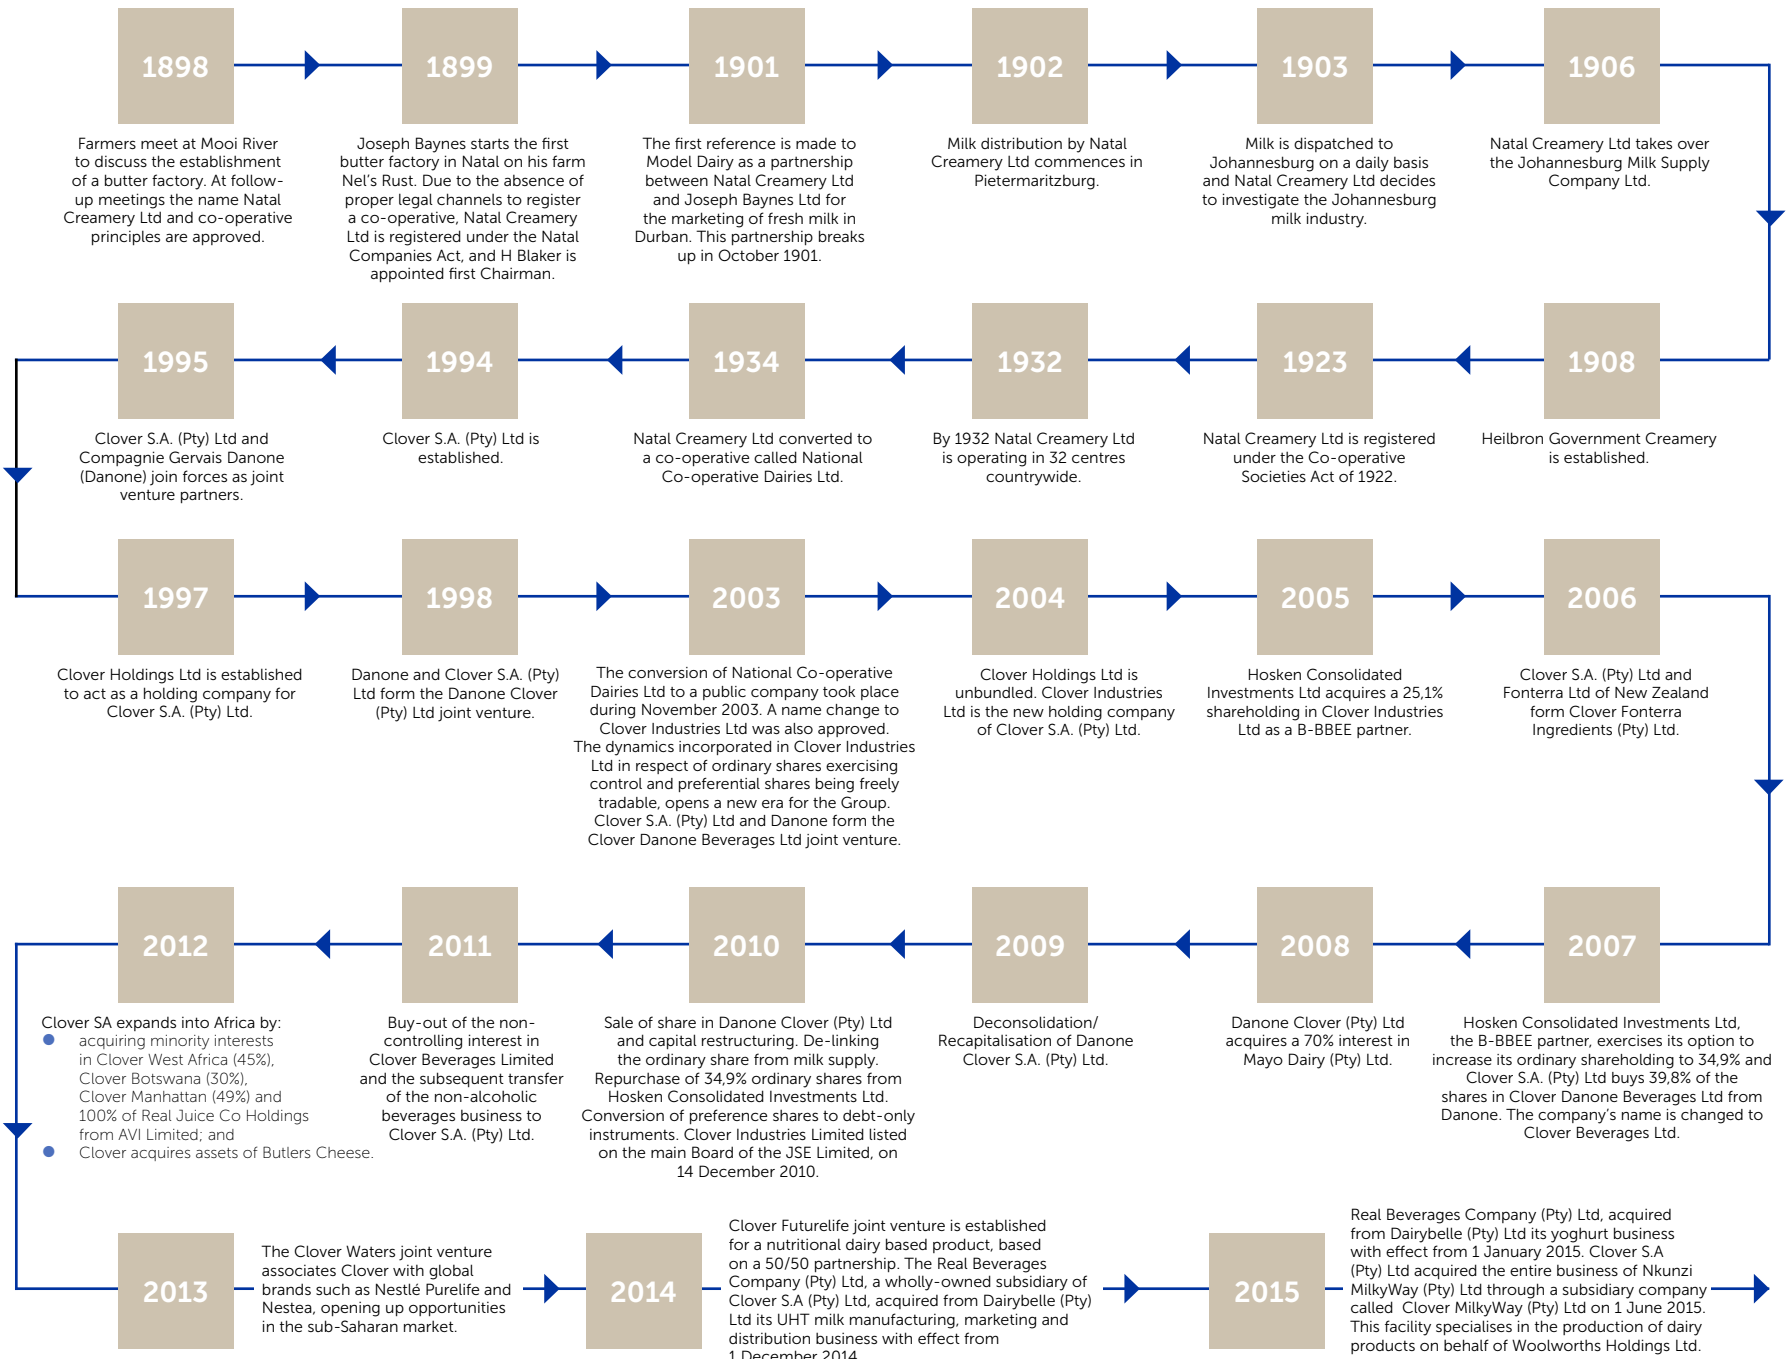 1898
Farmers meet at Mooi River
to discuss the establishment
of a butter factory. At follow-
up meetings the name Natal
Creamery Ltd and co-operative
principles are approved.
1899
Joseph Baynes starts the first
butter factory in Natal on his farm
Nel's Rust. Due to the absence of
proper legal channels to register
a co-operative, Natal Creamery
Ltd is registered under the Natal
Companies Act, and H Blaker is
appointed first Chairman.
1901
The first reference is made to
Model Dairy as a partnership
between Natal Creamery Ltd
and Joseph Baynes Ltd for
the marketing of fresh milk in
Durban. This partnership breaks
up in October 1901.
1902
Milk distribution by Natal
Creamery Ltd commences in
Pietermaritzburg.
1903
Milk is dispatched to
Johannesburg on a daily basis
and Natal Creamery Ltd decides
to investigate the Johannesburg
milk industry.
1906
Natal Creamery Ltd takes over
the Johannesburg Milk Supply
Company Ltd.
1908
Heilbron Government Creamery
is established.
1923
Natal Creamery Ltd is registered
under the Co-operative
Societies Act of 1922.
1932
By 1932 Natal Creamery Ltd
is operating in 32 centres
countrywide.
1934
Natal Creamery Ltd converted to
a co-operative called National
Co-operative Dairies Ltd.
1994
Clover S.A. (Pty) Ltd is
established.
1995
Clover S.A. (Pty) Ltd and
Compagnie Gervais Danone
(Danone) join forces as joint
venture partners.
1997
Clover Holdings Ltd is established
to act as a holding company for
Clover S.A. (Pty) Ltd.
1998
Danone and Clover S.A. (Pty)
Ltd form the Danone Clover
(Pty) Ltd joint venture.
2003
The conversion of National Co-operative
Dairies Ltd to a public company took place
during November 2003. A name change to
Clover Industries Ltd was also approved.
The dynamics incorporated in Clover Industries
Ltd in respect of ordinary shares exercising
control and preferential shares being freely
tradable, opens a new era for the Group.
Clover S.A. (Pty) Ltd and Danone form the
Clover Danone Beverages Ltd joint venture.
2004
Clover Holdings Ltd is
unbundled. Clover Industries
Ltd is the new holding company
of Clover S.A. (Pty) Ltd.
2005
Hosken Consolidated
Investments Ltd acquires a 25,1%
shareholding in Clover Industries
Ltd as a B-BBEE partner.
2006
Clover S.A. (Pty) Ltd and
Fonterra Ltd of New Zealand
form Clover Fonterra
Ingredients (Pty) Ltd.
2007
Hosken Consolidated Investments Ltd,
the B-BBEE partner, exercises its option to
increase its ordinary shareholding to 34,9% and
Clover S.A. (Pty) Ltd buys 39,8% of the
shares in Clover Danone Beverages Ltd from
Danone. The company's name is changed to
Clover Beverages Ltd.
2008
Danone Clover (Pty) Ltd
acquires a 70% interest in
Mayo Dairy (Pty) Ltd.
2009
Deconsolidation/
Recapitalisation of Danone
Clover S.A. (Pty) Ltd.
2010
Sale of share in Danone Clover (Pty) Ltd
and capital restructuring. De-linking
the ordinary share from milk supply.
Repurchase of 34,9% ordinary shares from
Hosken Consolidated Investments Ltd.
Conversion of preference shares to debt-only
instruments. Clover Industries Limited listed
on the main Board of the JSE Limited, on
14 December 2010.
2011
Buy-out of the non-
controlling interest in
Clover Beverages Limited
and the subsequent transfer
of the non-alcoholic
beverages business to
Clover S.A. (Pty) Ltd.
2012
Clover SA expands into Africa by:
● acquiring minority interests
in Clover West Africa (45%),
Clover Botswana (30%),
Clover Manhattan (49%) and
100% of Real Juice Co Holdings
from AVI Limited; and
● Clover acquires assets of Butlers Cheese.
2013
The Clover Waters joint venture
associates Clover with global
brands such as Nestlé Purelife and
Nestea, opening up opportunities
in the sub-Saharan market.
2014
Clover Futurelife joint venture is established
for a nutritional dairy based product, based
on a 50/50 partnership. The Real Beverages
Company (Pty) Ltd, a wholly-owned subsidiary of
Clover S.A (Pty) Ltd, acquired from Dairybelle (Pty)
Ltd its UHT milk manufacturing, marketing and
distribution business with effect from
1 December 2014
2015
Real Beverages Company (Pty) Ltd, acquired
from Dairybelle (Pty) Ltd its yoghurt business
with effect from 1 January 2015. Clover S.A
(Pty) Ltd acquired the entire business of Nkunzi
MilkyWay (Pty) Ltd through a subsidiary company
called Clover MilkyWay (Pty) Ltd on 1 June 2015.
This facility specialises in the production of dairy
products on behalf of Woolworths Holdings Ltd.